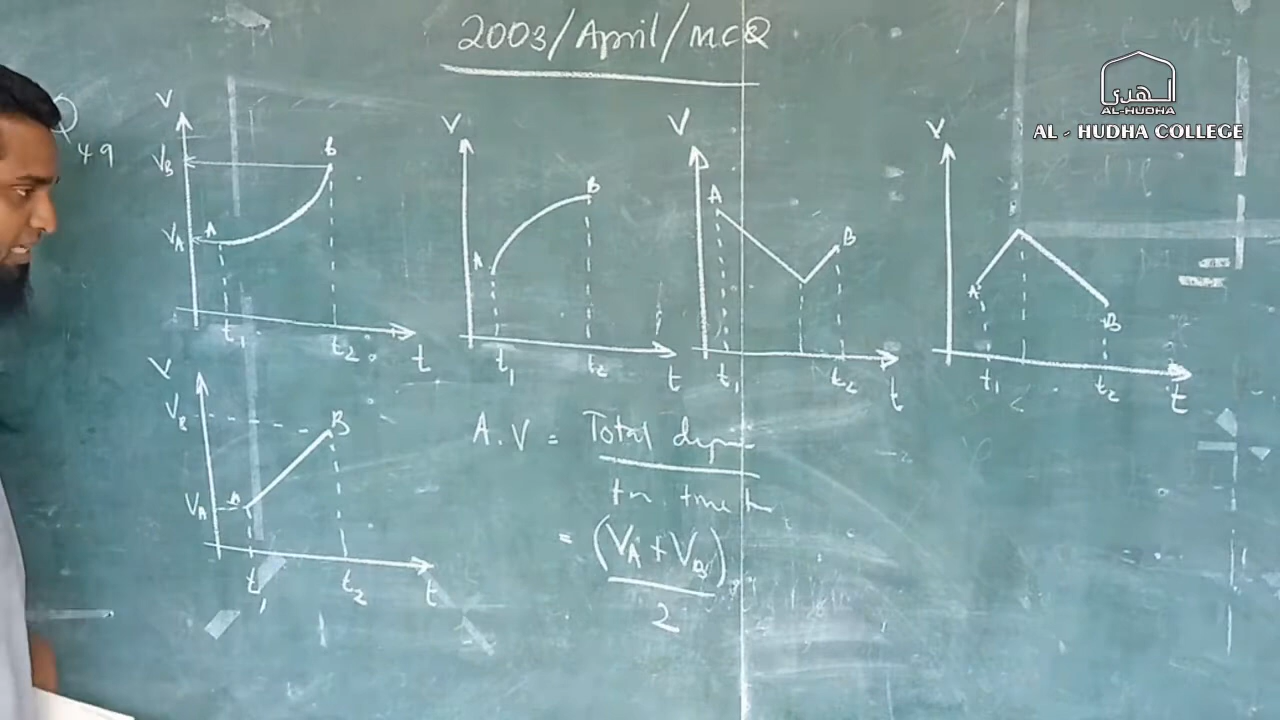 2003/April/MCQ
Q 49
الهدى
AL-HUDHA
AL - HUDHA COLLEGE
V
V_B
V_A
A
B
t_1
t_2
t
V
A
B
t_1
t_2
t
V
A
B
t_1
t_2
t
V
A
B
t_1
t_2
t
V
V_B
V_A
A
B
t_1
t_2
t
A.V = Total
= (V_A + V_B)
2